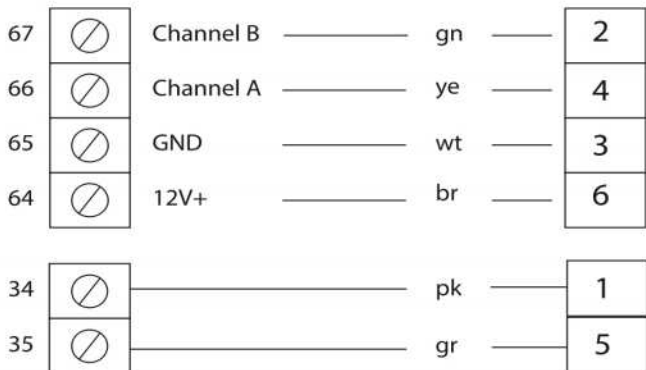 67 Channel B gn 2
66 Channel A ye 4
65 GND wt 3
64 12V+ br 6
34 pk 1
35 gr 5